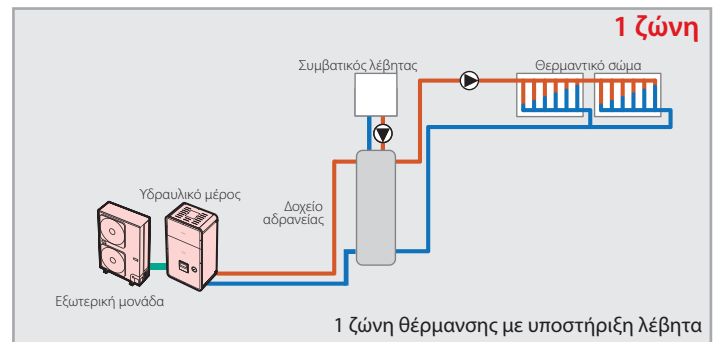 1 ζώνη
Συμβατικός λέβητας
Θερμαντικό σώμα
Υδραυλικό μέρος
Δοχείο
αδρανείας
Εξωτερική μονάδα
1 ζώνη θέρμανσης με υποστήριξη λέβητα